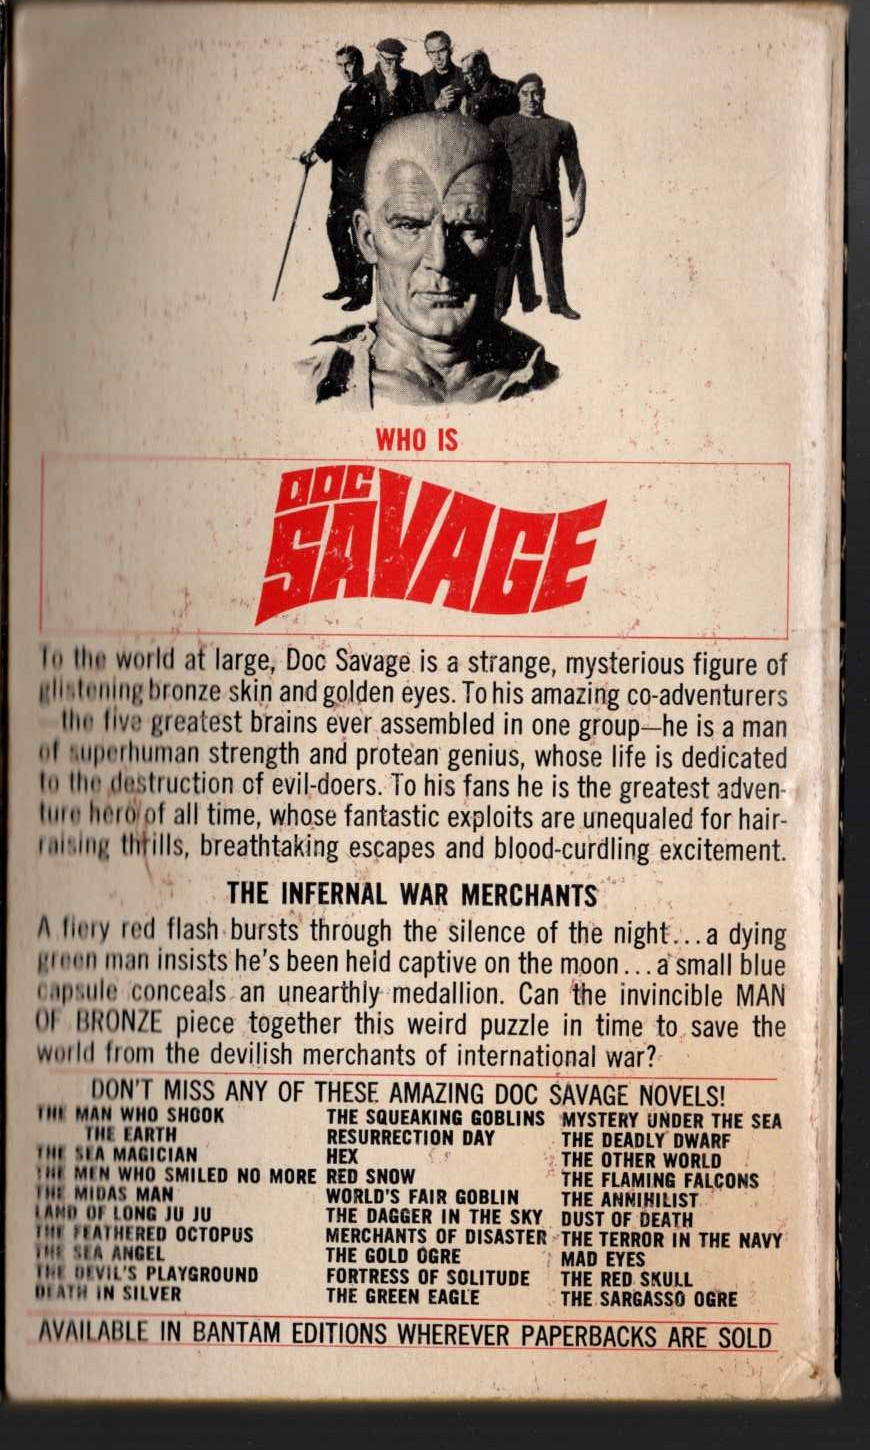 WHO IS
DOC
SAVAGE
To the world at large, Doc Savage is a strange, mysterious figure of
glistening bronze skin and golden eyes. To his amazing co-adventurers
the five greatest brains ever assembled in one group—he is a man
of superhuman strength and protean genius, whose life is dedicated
to the destruction of evil-doers. To his fans he is the greatest adven-
ture hero of all time, whose fantastic exploits are unequaled for hair-
raising thrills, breathtaking escapes and blood-curdling excitement.
THE INFERNAL WAR MERCHANTS
A fiery red flash bursts through the silence of the night...a dying
green man insists he's been held captive on the moon...a small blue
capsule conceals an unearthly medallion. Can the invincible MAN
OF BRONZE piece together this weird puzzle in time to save the
world from the devilish merchants of international war?
DON'T MISS ANY OF THESE AMAZING DOC SAVAGE NOVELS!
THE MAN WHO SHOOK
THE EARTH
THE SEA MAGICIAN
THE MEN WHO SMILED NO MORE
THE MIDAS MAN
LAND OF LONG JU JU
THE FEATHERED OCTOPUS
THE SEA ANGEL
THE DEVIL'S PLAYGROUND
DEATH IN SILVER
THE SQUEAKING GOBLINS
RESURRECTION DAY
HEX
RED SNOW
WORLD'S FAIR GOBLIN
THE DAGGER IN THE SKY
MERCHANTS OF DISASTER
THE GOLD OGRE
FORTRESS OF SOLITUDE
THE GREEN EAGLE
MYSTERY UNDER THE SEA
THE DEADLY DWARF
THE OTHER WORLD
THE FLAMING FALCONS
THE ANNIHILIST
DUST OF DEATH
THE TERROR IN THE NAVY
MAD EYES
THE RED SKULL
THE SARGASSO OGRE
AVAILABLE IN BANTAM EDITIONS WHEREVER PAPERBACKS ARE SOLD